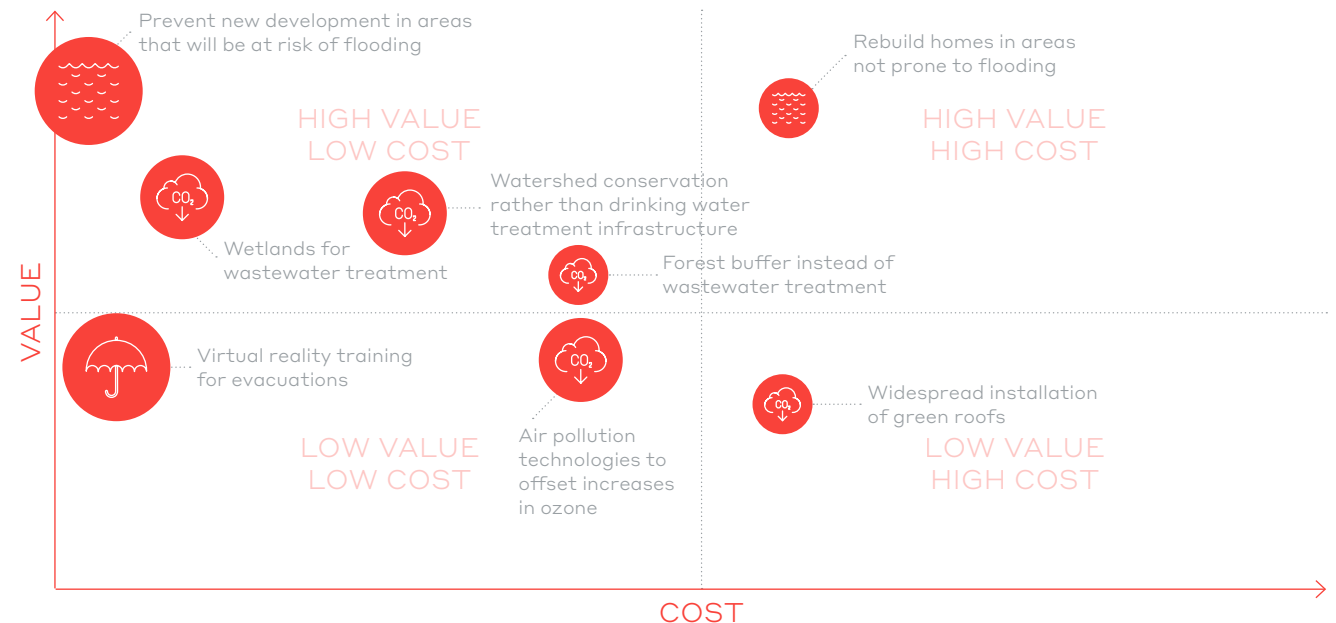 Prevent new development in areas
that will be at risk of flooding
Rebuild homes in areas
not prone to flooding
HIGH VALUE
LOW COST
HIGH VALUE
HIGH COST
CO₂
CO₂
Watershed conservation
rather than drinking water
treatment infrastructure
Wetlands for
wastewater treatment
CO₂
Forest buffer instead of
wastewater treatment
VALUE
Virtual reality training
for evacuations
CO₂
CO₂
Widespread installation
of green roofs
Air pollution
technologies to
offset increases
in ozone
LOW VALUE
LOW COST
LOW VALUE
HIGH COST
COST